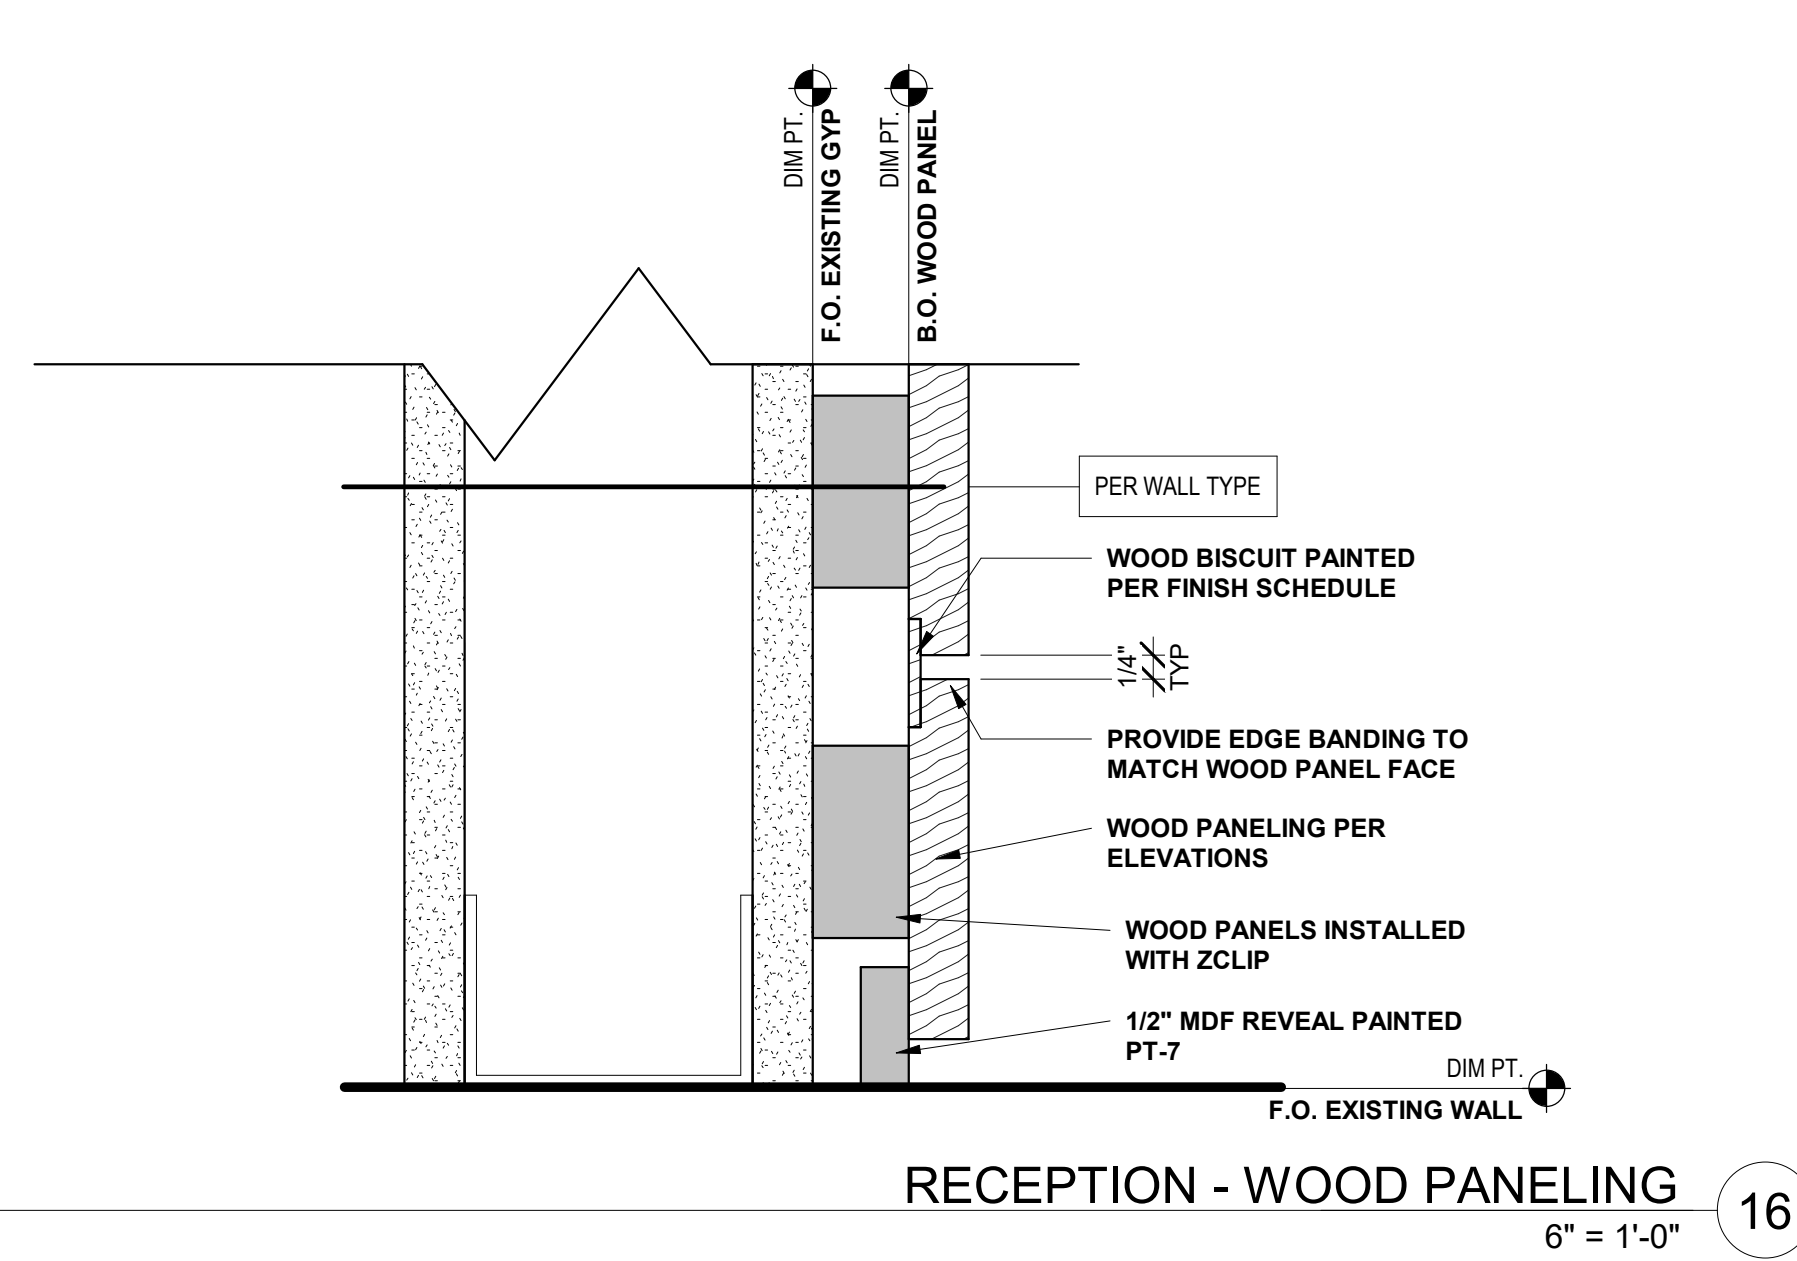 DIM PT.
F.O. EXISTING GYP
DIM PT.
B.O. WOOD PANEL
PER WALL TYPE
WOOD BISCUIT PAINTED
PER FINISH SCHEDULE
1/4"
TYP
PROVIDE EDGE BANDING TO
MATCH WOOD PANEL FACE
WOOD PANELING PER
ELEVATIONS
WOOD PANELS INSTALLED
WITH ZCLIP
1/2" MDF REVEAL PAINTED
PT-7
DIM PT.
F.O. EXISTING WALL
RECEPTION - WOOD PANELING
16
6" = 1'-0"